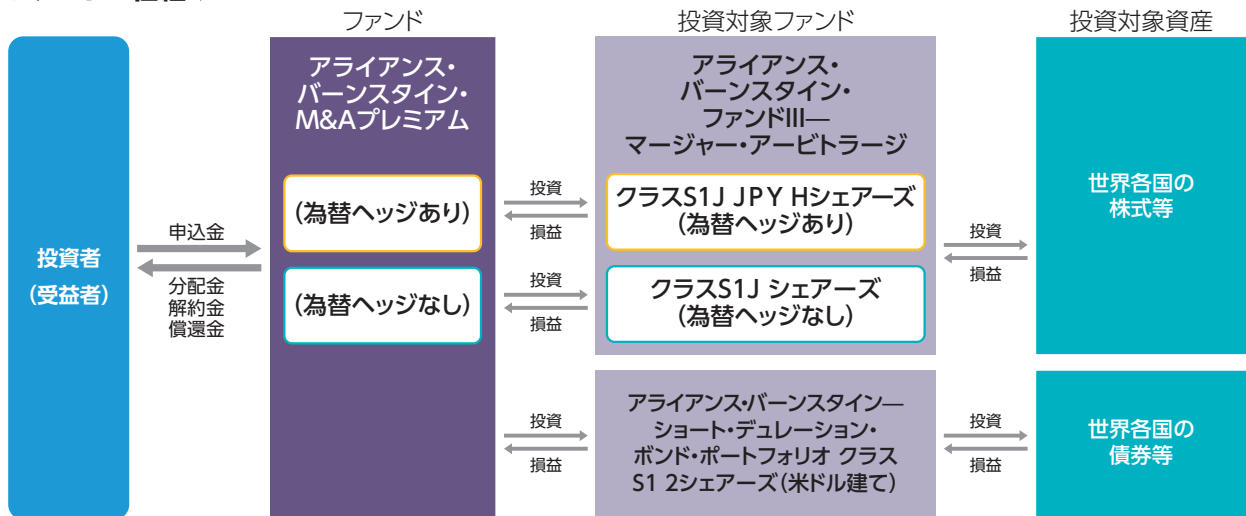 ファンド
投資対象ファンド
投資対象資産
投資者
(受益者)
申込金
分配金
解約金
償還金
アライアンス・
バーンスタイン・
M&Aプレミアム
(為替ヘッジあり)
(為替ヘッジなし)
投資
損益
投資
損益
投資
損益
アライアンス・
バーンスタイン・
ファンドIII—
マージャー・アービトラージ
クラスS1J JPY Hシェアーズ
(為替ヘッジあり)
クラスS1J シェアーズ
(為替ヘッジなし)
アライアンス・バーンスタイン—
ショート・デュレーション・
ボンド・ポートフォリオ クラス
S1 2シェアーズ(米ドル建て)
投資
損益
投資
損益
世界各国の
株式等
世界各国の
債券等